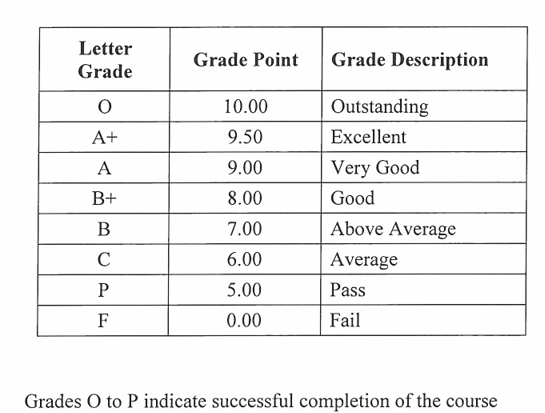 Letter Grade Grade Point Grade Description
O 10.00 Outstanding
A+ 9.50 Excellent
A 9.00 Very Good
B+ 8.00 Good
B 7.00 Above Average
C 6.00 Average
P 5.00 Pass
F 0.00 Fail
Grades O to P indicate successful completion of the course